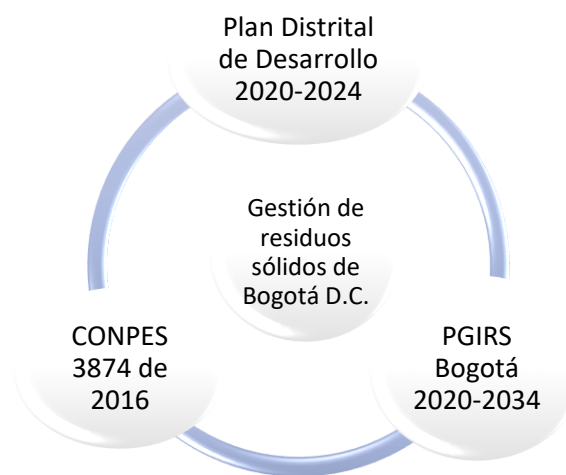 Plan Distrital
de Desarrollo
2020-2024
Gestión de
residuos
sólidos de
Bogotá D.C.
CONPES
3874 de
2016
PGIRS
Bogotá
2020-2034